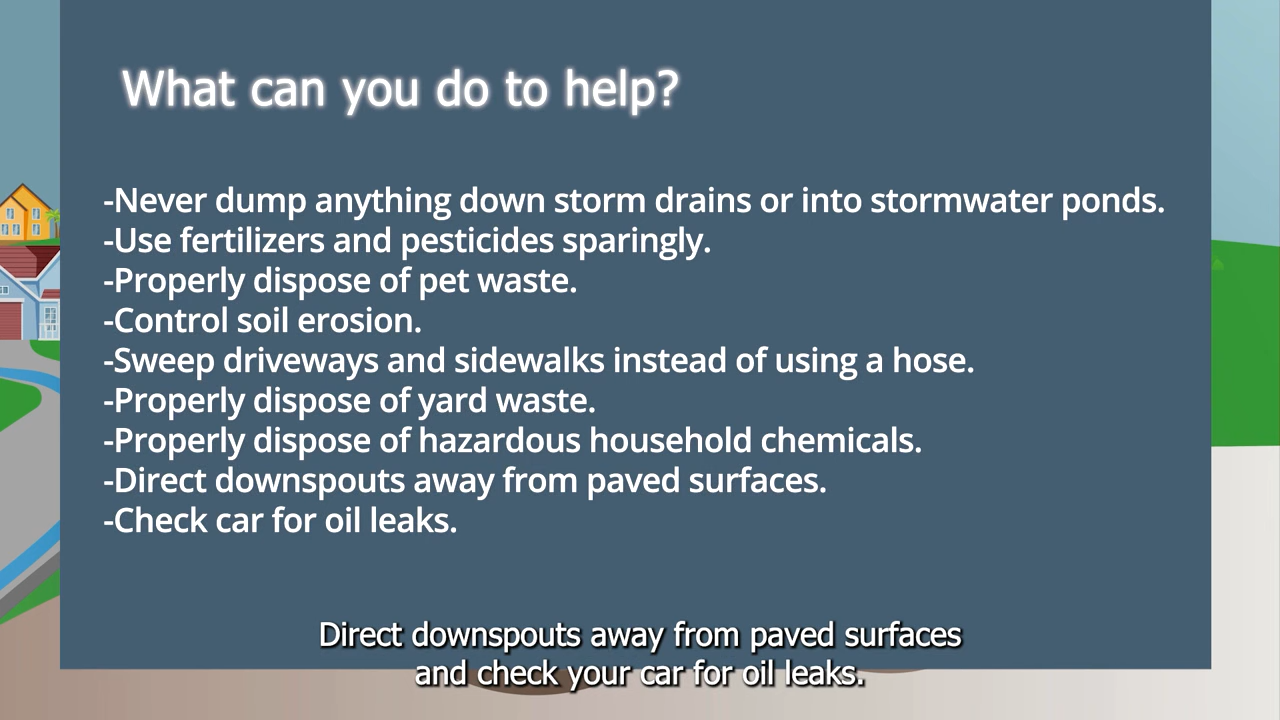 What can you do to help?
-Never dump anything down storm drains or into stormwater ponds.
-Use fertilizers and pesticides sparingly.
-Properly dispose of pet waste.
-Control soil erosion.
-Sweep driveways and sidewalks instead of using a hose.
-Properly dispose of yard waste.
-Properly dispose of hazardous household chemicals.
-Direct downspouts away from paved surfaces.
-Check car for oil leaks.
Direct downspouts away from paved surfaces
and check your car for oil leaks.